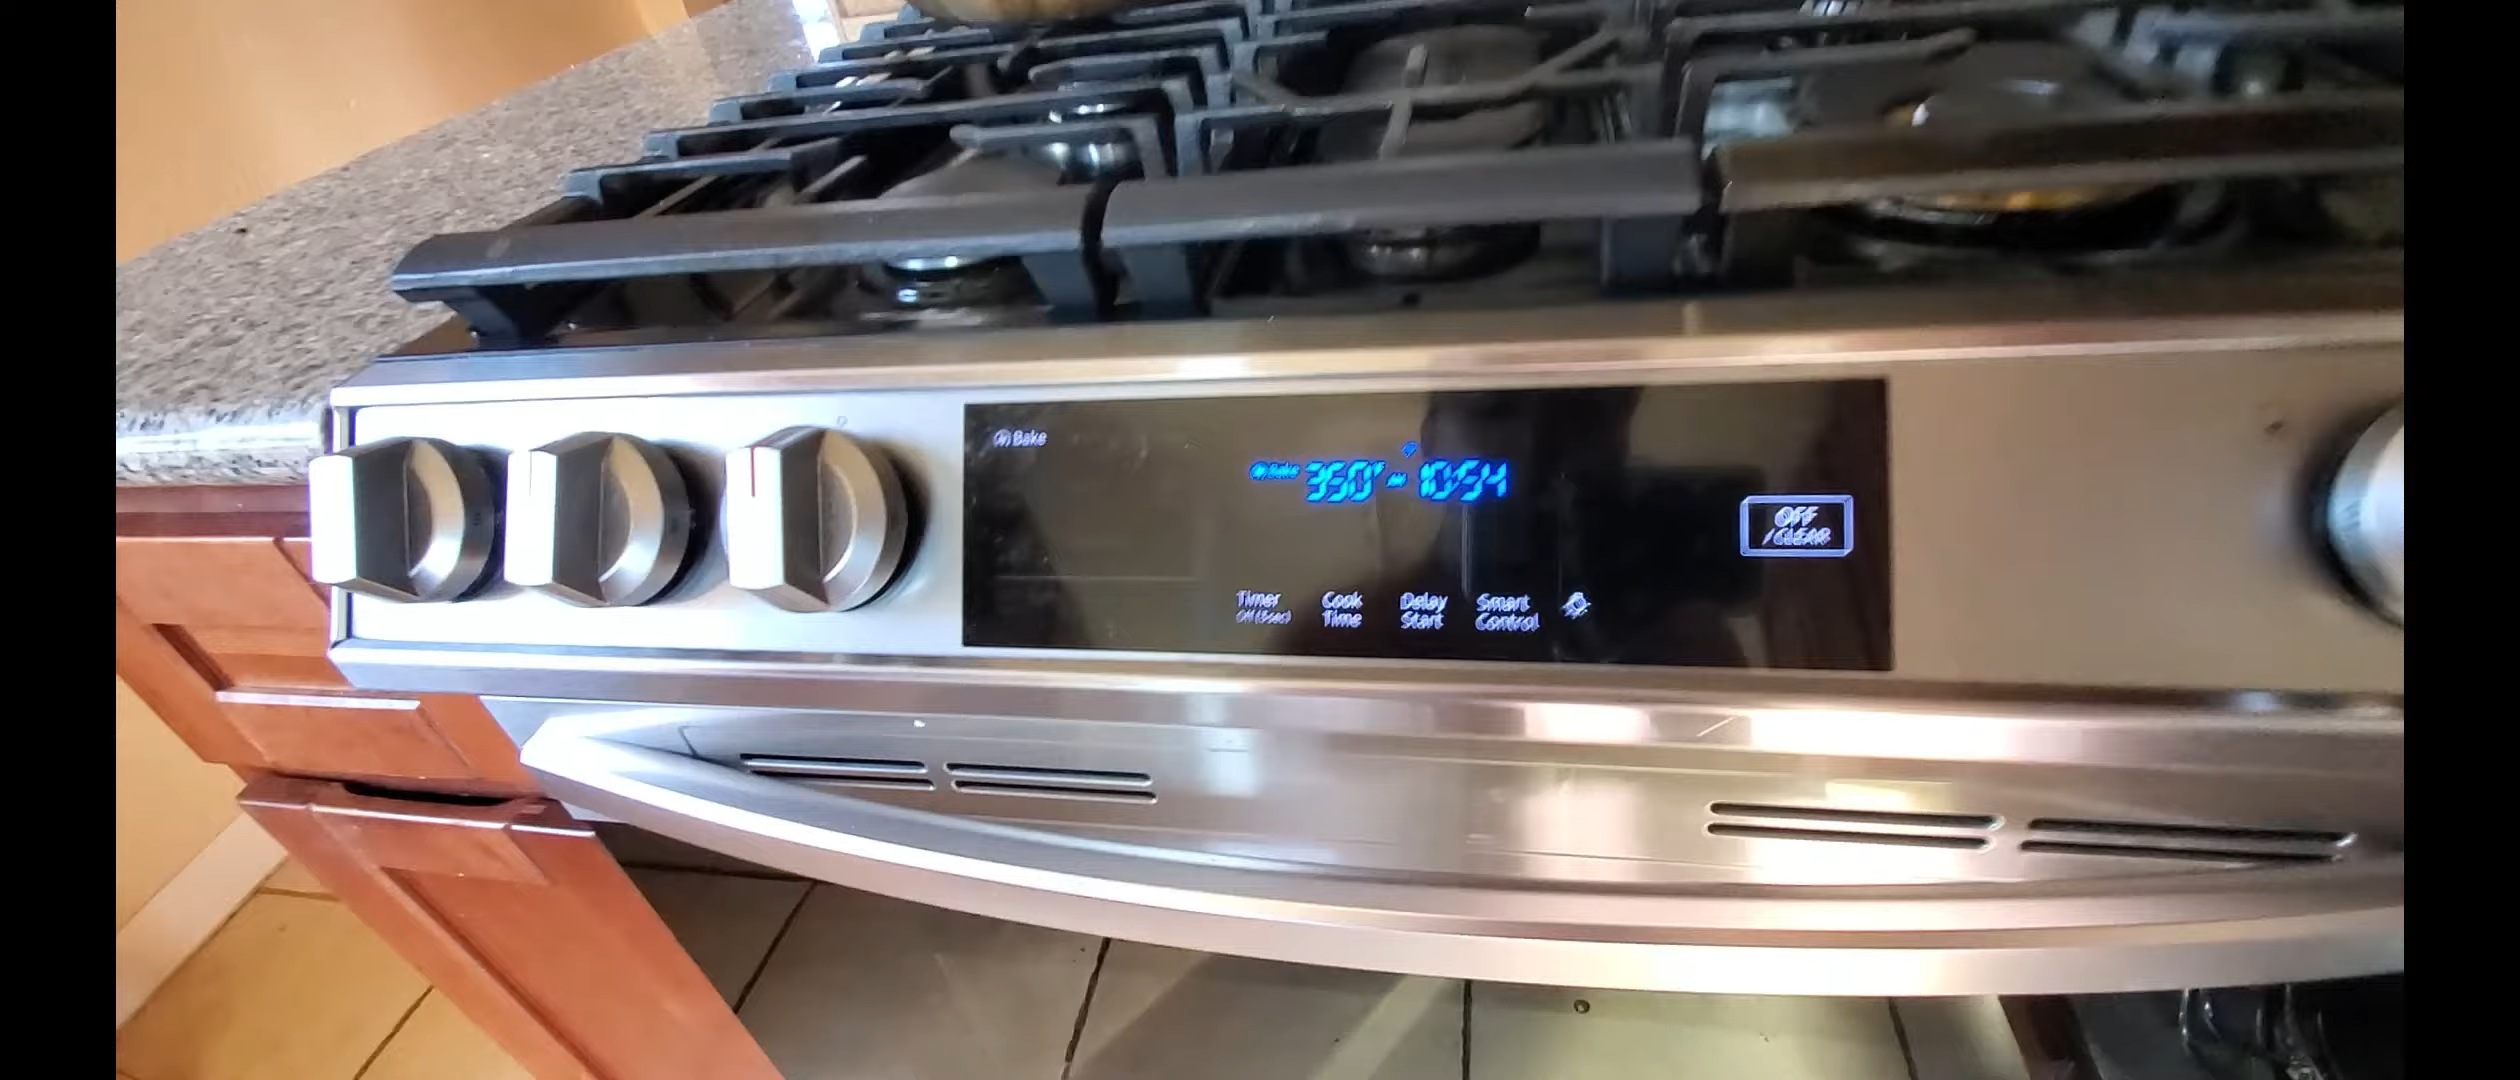 Bake
Bake 350°F AM 10:54
OFF
/CLEAR
Timer
Off (3sec)
Cook
Time
Delay
Start
Smart
Control